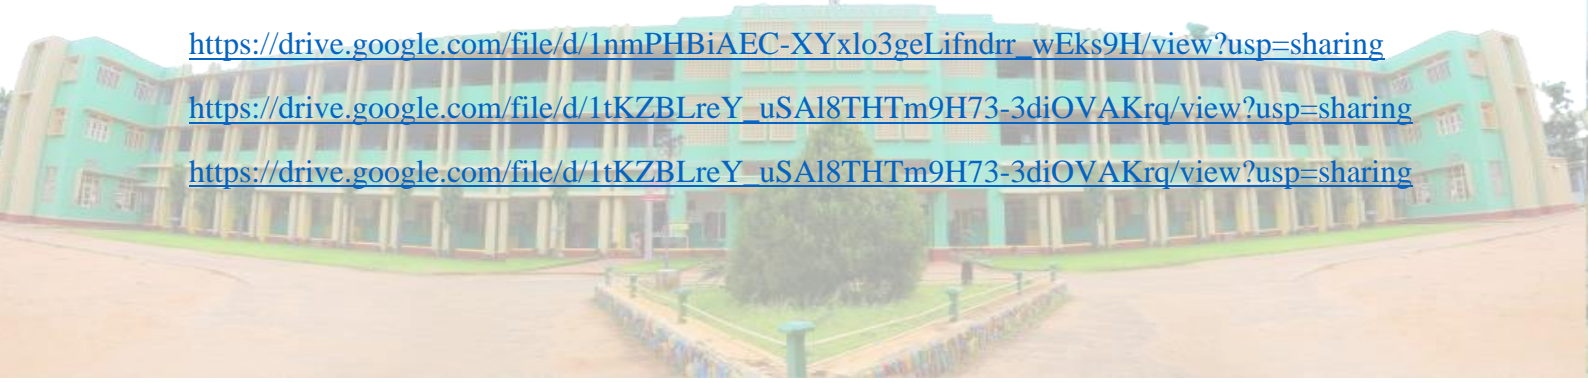 https://drive.google.com/file/d/1nmPHBiAEC-XYxlo3geLifndrr_wEks9H/view?usp=sharing
https://drive.google.com/file/d/1tKZBLreY_uSAl8THTm9H73-3diOVAKrq/view?usp=sharing
https://drive.google.com/file/d/1tKZBLreY_uSAl8THTm9H73-3diOVAKrq/view?usp=sharing